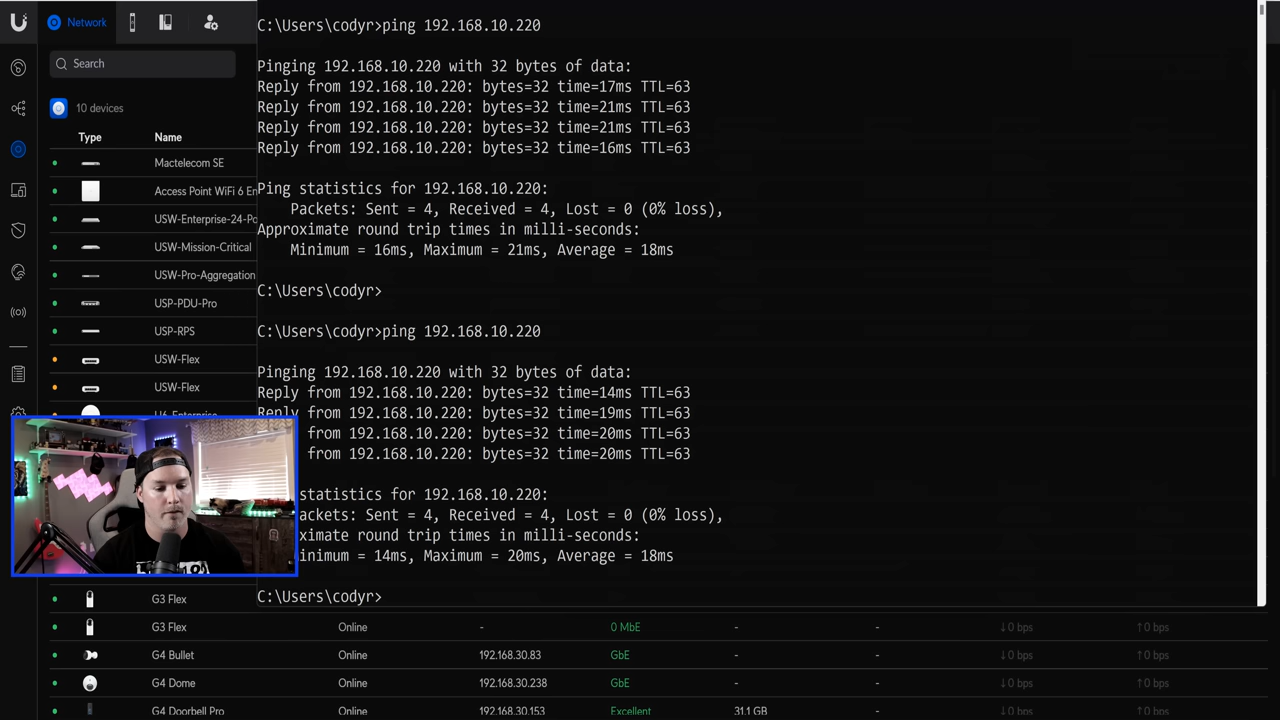 Network
Search
10 devices
Type Name
Mactelecom SE
Access Point WiFi 6 En
USW-Enterprise-24-Po
USW-Mission-Critical
USW-Pro-Aggregation
USP-PDU-Pro
USP-RPS
USW-Flex
USW-Flex
U6-Enterprise
C:\Users\codyr>ping 192.168.10.220
Pinging 192.168.10.220 with 32 bytes of data:
Reply from 192.168.10.220: bytes=32 time=17ms TTL=63
Reply from 192.168.10.220: bytes=32 time=21ms TTL=63
Reply from 192.168.10.220: bytes=32 time=21ms TTL=63
Reply from 192.168.10.220: bytes=32 time=16ms TTL=63
Ping statistics for 192.168.10.220:
Packets: Sent = 4, Received = 4, Lost = 0 (0% loss),
Approximate round trip times in milli-seconds:
Minimum = 16ms, Maximum = 21ms, Average = 18ms
C:\Users\codyr>
C:\Users\codyr>ping 192.168.10.220
Pinging 192.168.10.220 with 32 bytes of data:
Reply from 192.168.10.220: bytes=32 time=14ms TTL=63
Reply from 192.168.10.220: bytes=32 time=19ms TTL=63
from 192.168.10.220: bytes=32 time=20ms TTL=63
from 192.168.10.220: bytes=32 time=20ms TTL=63
statistics for 192.168.10.220:
ackets: Sent = 4, Received = 4, Lost = 0 (0% loss),
ximate round trip times in milli-seconds:
inimum = 14ms, Maximum = 20ms, Average = 18ms
C:\Users\codyr>
G3 Flex
G3 Flex Online - 0 MbE - - ↓0 bps ↑0 bps
G4 Bullet Online 192.168.30.83 GbE - - ↓0 bps ↑0 bps
G4 Dome Online 192.168.30.238 GbE - - ↓0 bps ↑0 bps
G4 Doorbell Pro Online 192.168.30.153 Excellent 31.1 GB - ↓0 bps ↑0 bps